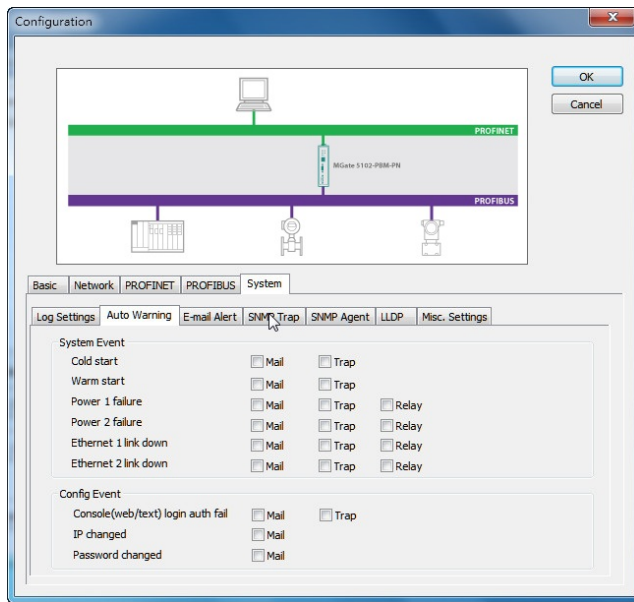 Configuration
OK
Cancel
PROFINET
MGate 5102-PBM-PN
PROFIBUS
Basic Network PROFINET PROFIBUS System
Log Settings Auto Warning E-mail Alert SNMP Trap SNMP Agent LLDP Misc. Settings
System Event
Cold start Mail Trap
Warm start Mail Trap
Power 1 failure Mail Trap Relay
Power 2 failure Mail Trap Relay
Ethernet 1 link down Mail Trap Relay
Ethernet 2 link down Mail Trap Relay
Config Event
Console(web/text) login auth fail Mail Trap
IP changed Mail
Password changed Mail